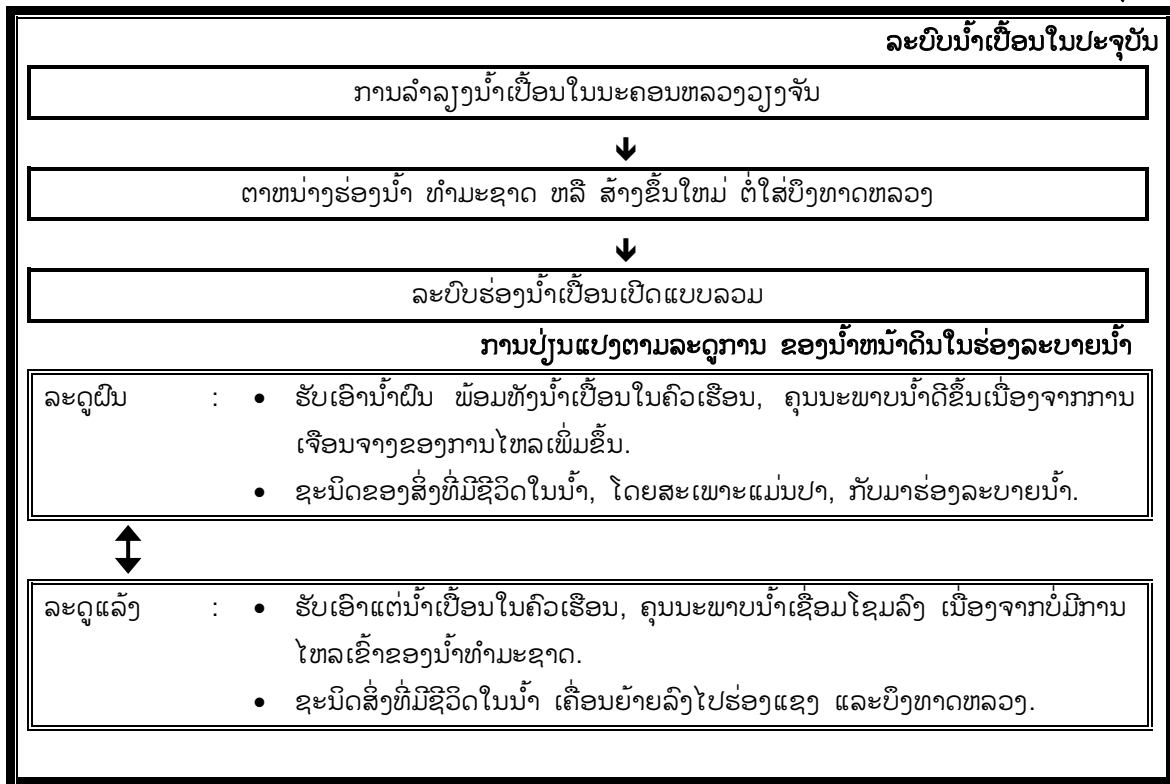 ລະບົບນ້ຳເປື້ອນໃນປະຈຸບັນ
ການລຳລຽງນ້ຳເປື້ອນໃນນະຄອນຫລວງວຽງຈັນ
🡻
ຕາຫນ່າງຮ່ອງນ້ຳ ທຳມະຊາດ ຫລື ສ້າງຂຶ້ນໃຫມ່ ຕໍ່ໃສ່ບຶງທາດຫລວງ
🡻
ລະບົບຮ່ອງນ້ຳເປື້ອນເປີດແບບລວມ
ການປ່ຽນແປງຕາມລະດູການ ຂອງນ້ຳຫນ້າດິນໃນຮ່ອງລະບາຍນ້ຳ
ລະດູຝົນ : • ຮັບເອົານ້ຳຝົນ ພ້ອມທັງນ້ຳເປື້ອນໃນຄົວເຮືອນ, ຄຸນນະພາບນ້ຳດີຂຶ້ນເນື່ອງຈາກການ
ເຈືອນຈາງຂອງການໄຫລເພີ່ມຂຶ້ນ.
• ຊະນິດຂອງສິ່ງທີ່ມີຊີວິດໃນນ້ຳ, ໂດຍສະເພາະແມ່ນປາ, ກັບມາຮ່ອງລະບາຍນ້ຳ.
ລະດູແລ້ງ : • ຮັບເອົາແຕ່ນ້ຳເປື້ອນໃນຄົວເຮືອນ, ຄຸນນະພາບນ້ຳເຊື່ອມໂຊມລົງ ເນື່ອງຈາກບໍ່ມີການ
ໄຫລເຂົ້າຂອງນ້ຳທຳມະຊາດ.
• ຊະນິດສິ່ງທີ່ມີຊີວິດໃນນ້ຳ ເຄື່ອນຍ້າຍລົງໄປຮ່ອງແຊງ ແລະບຶງທາດຫລວງ.